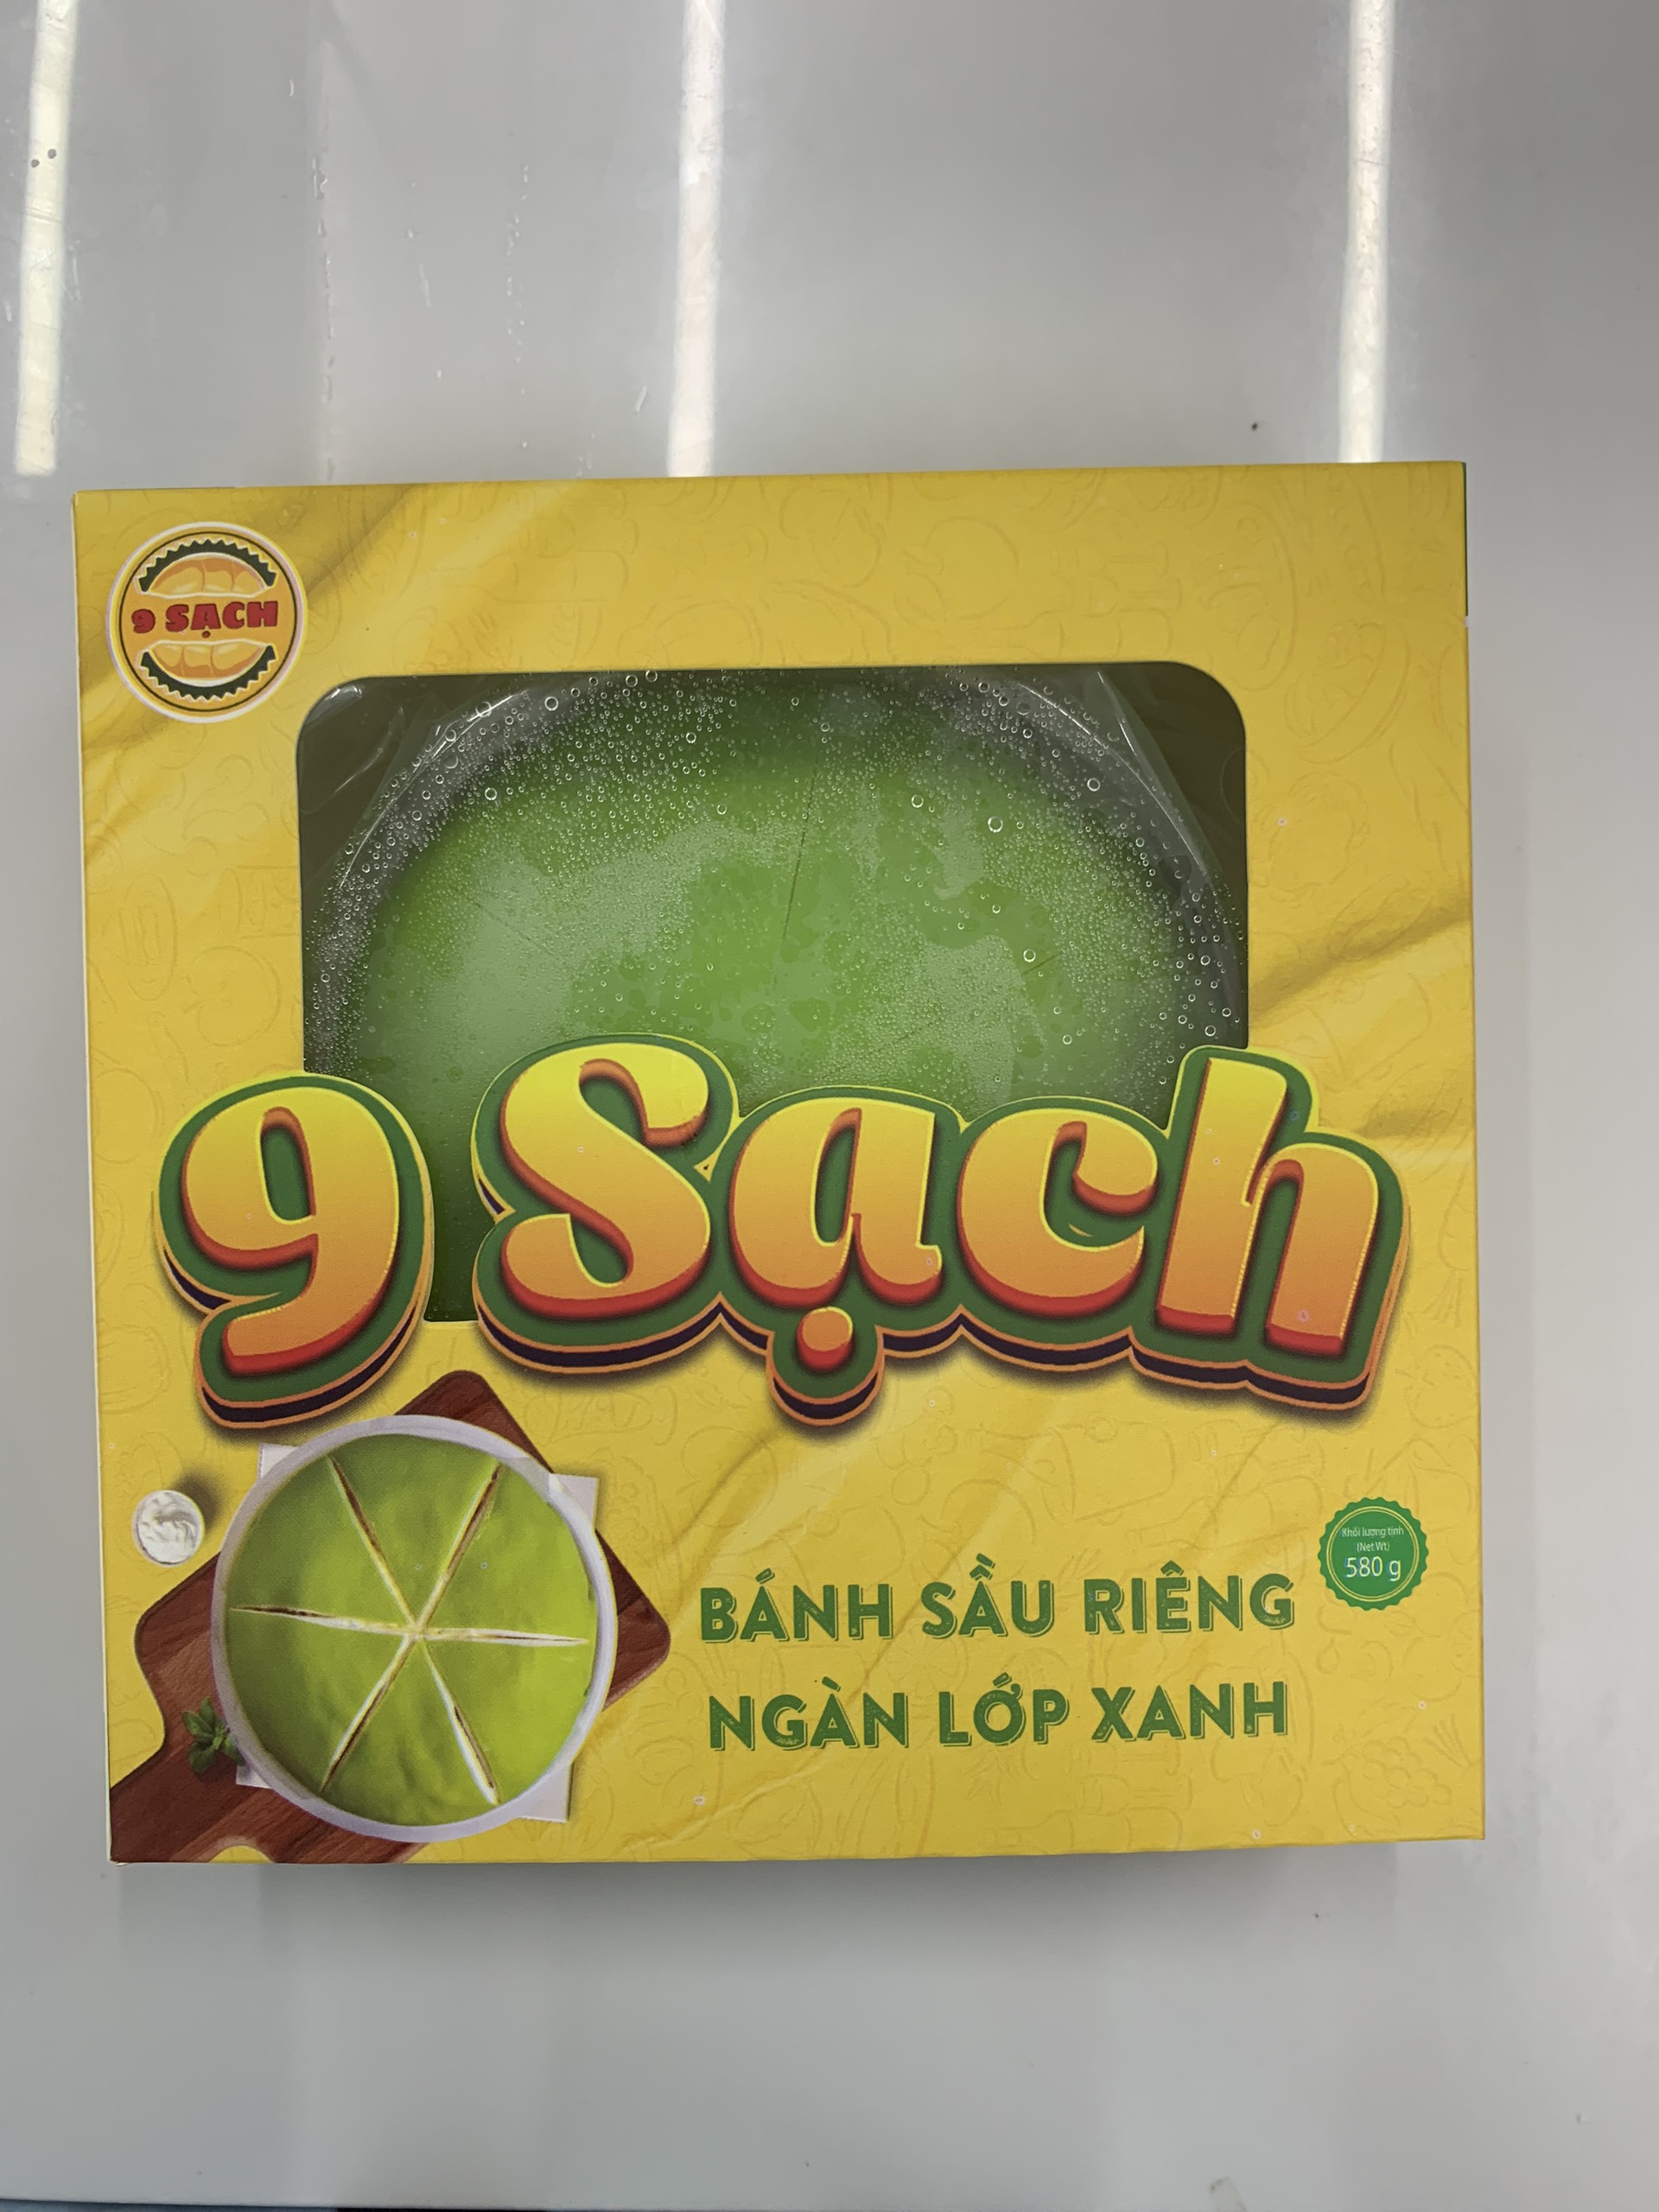 9 SẠCH
9 Sạch
Khối lượng tịnh
(Net Wt)
580 g
BÁNH SẦU RIÊNG
NGÀN LỚP XANH